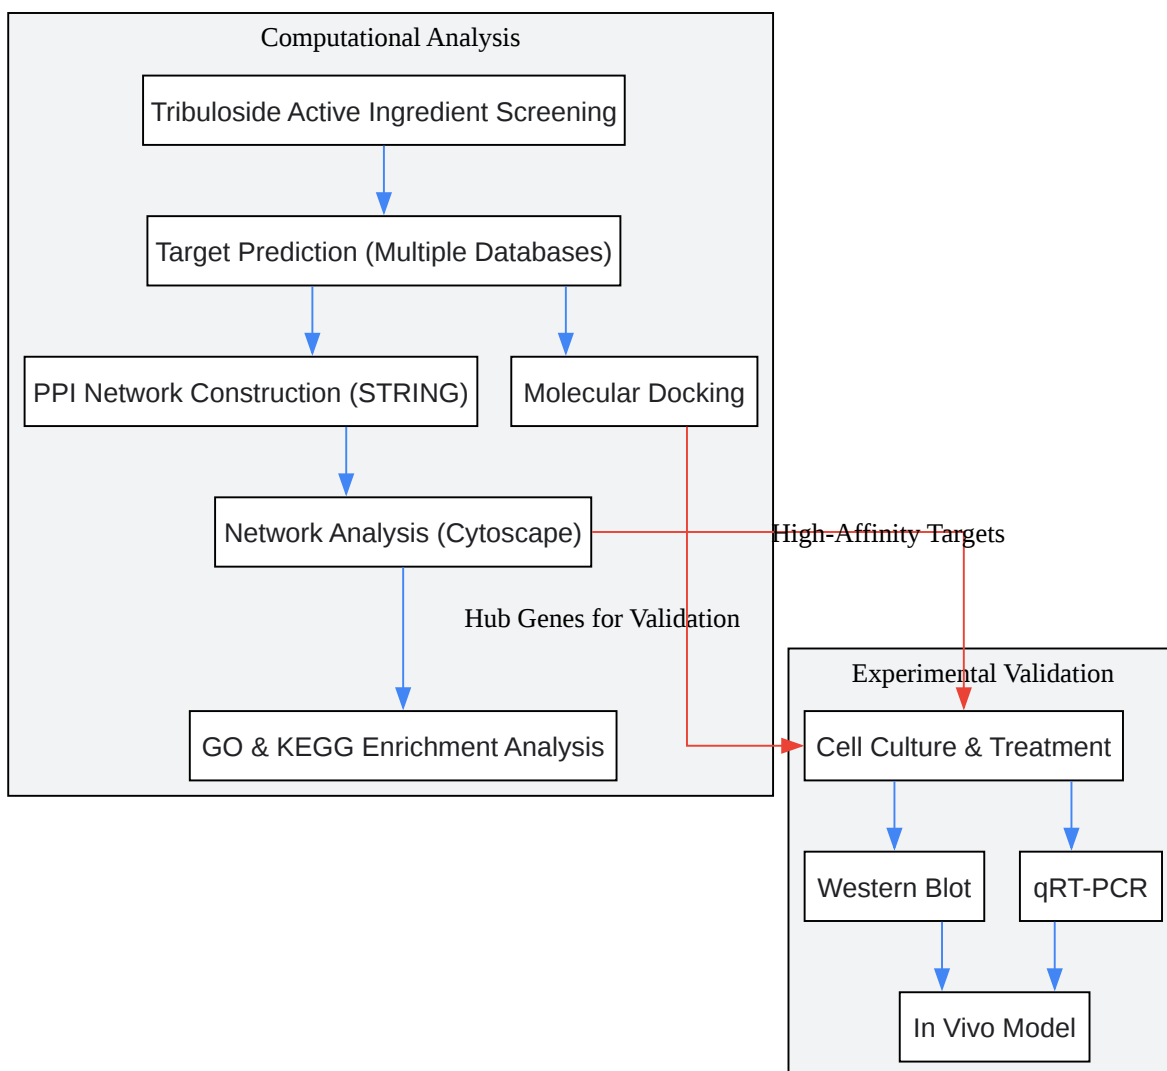 Computational Analysis
Tribuloside Active Ingredient Screening
Target Prediction (Multiple Databases)
PPI Network Construction (STRING)
Molecular Docking
Network Analysis (Cytoscape)
High-Affinity Targets
Hub Genes for Validation
Experimental Validation
GO & KEGG Enrichment Analysis
Cell Culture & Treatment
Western Blot
qRT-PCR
In Vivo Model